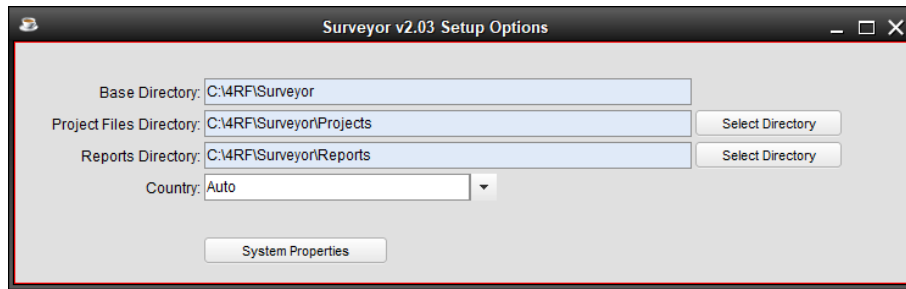 Surveyor v2.03 Setup Options
Base Directory: C:\4RF\Surveyor
Project Files Directory: C:\4RF\Surveyor\Projects Select Directory
Reports Directory: C:\4RF\Surveyor\Reports Select Directory
Country: Auto
System Properties